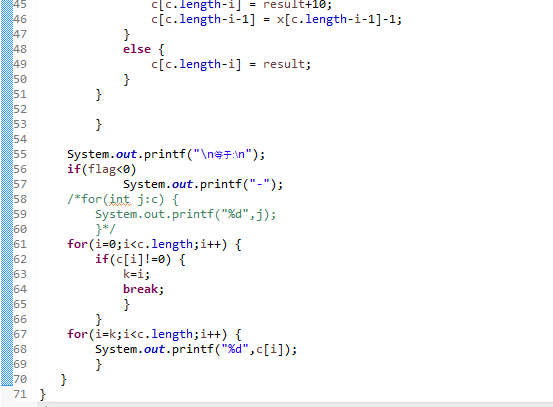 45 c[c.length-i] = result+10;
46 c[c.length-i-1] = x[c.length-i-1]-1;
47 }
48 else {
49 c[c.length-i] = result;
50 }
51 }
52
53 }
54
55 System.out.printf("\n等于:\n");
56 if(flag<0)
57 System.out.printf("-");
58 /*for(int j:c) {
59 System.out.printf("%d",j);
60 }*/
61 for(i=0;i<c.length;i++) {
62 if(c[i]!=0) {
63 k=i;
64 break;
65 }
66 }
67 for(i=k;i<c.length;i++) {
68 System.out.printf("%d",c[i]);
69 }
70 }
71 }